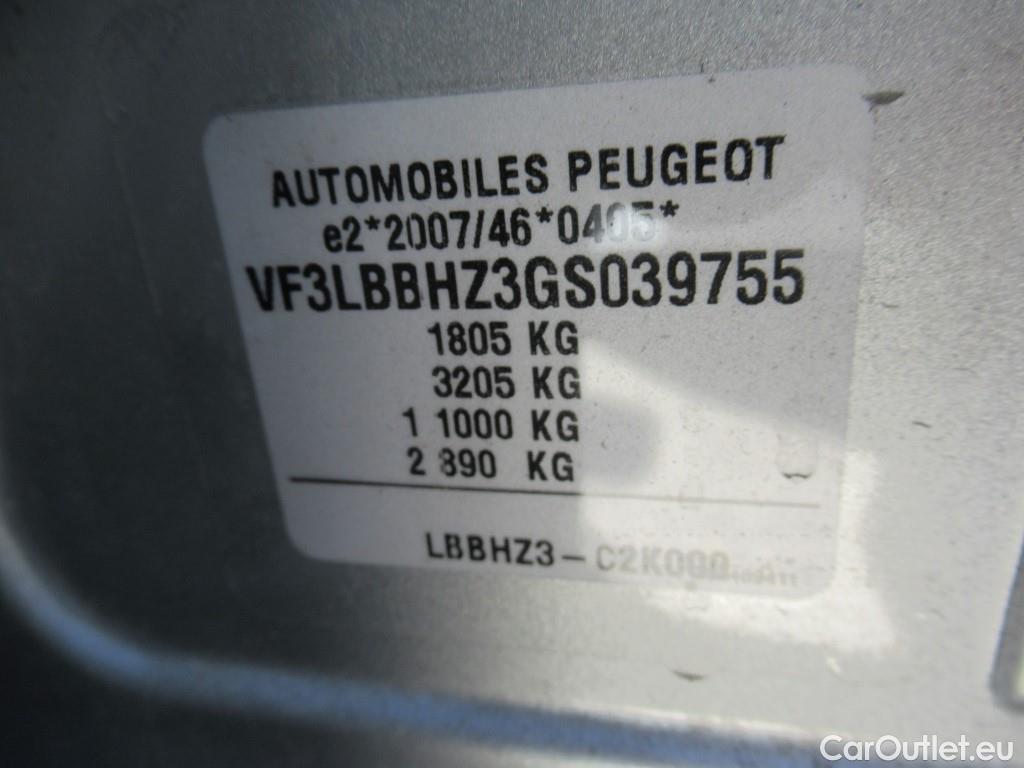 AUTOMOBILES PEUGEOT
e2*2007/46*0405*
VF3LBBHZ3GS039755
1805 KG
3205 KG
1 1000 KG
2 890 KG
LBBHZ3-C2K000
CarOutlet.eu